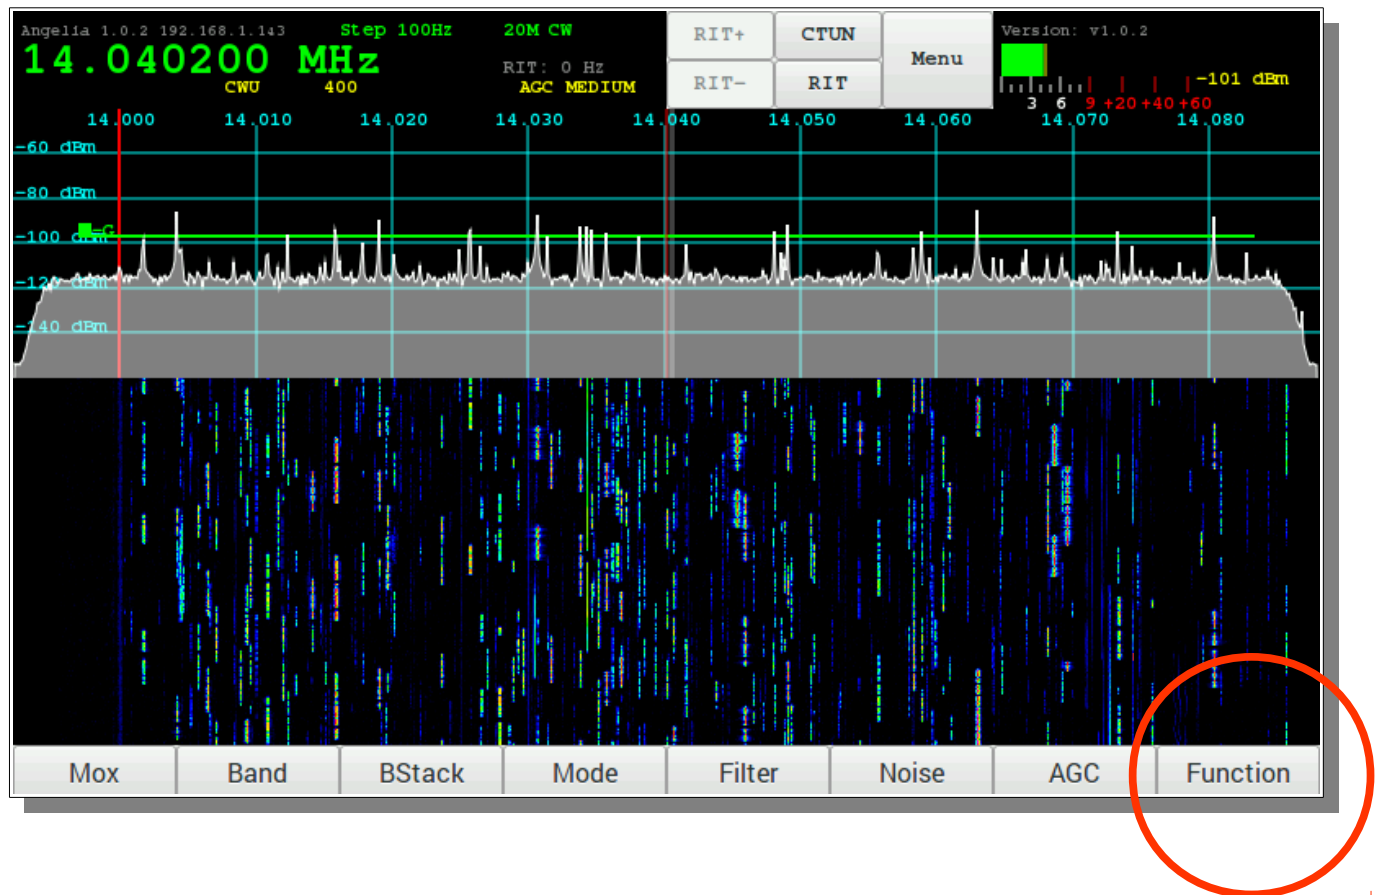 Angelia 1.0.2 192.168.1.143
Step 100Hz
20M CW
14.040200 MHz
RIT: 0 Hz
CWU
400
AGC MEDIUM
RIT+
CTUN
Menu
RIT-
RIT
Version: v1.0.2
-101 dBm
3 6 9 +20 +40 +60
14.000 14.010 14.020 14.030 14.040 14.050 14.060 14.070 14.080
-60 dBm
-80 dBm
-G
-100 dBm
-120 dBm
-140 dBm
Mox Band BStack Mode Filter Noise AGC Function